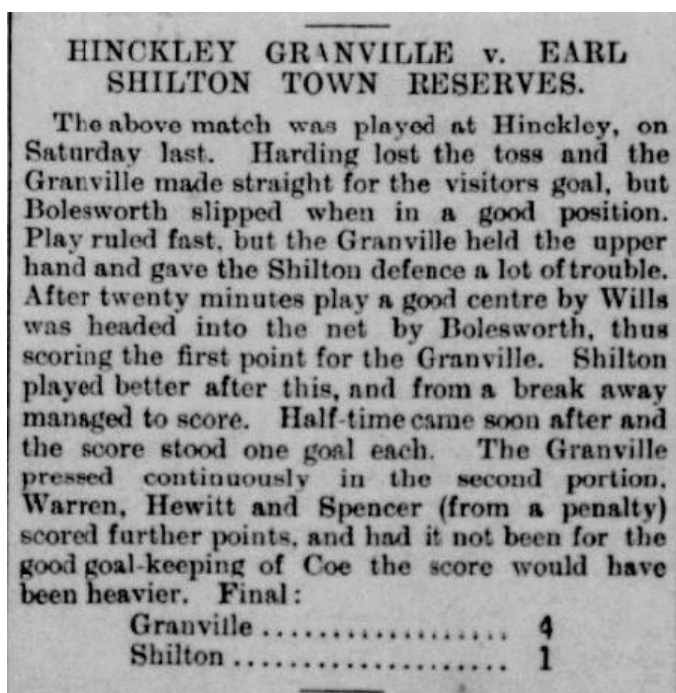 HINCKLEY GRANVILLE v. EARL
SHILTON TOWN RESERVES.
The above match was played at Hinckley, on
Saturday last. Harding lost the toss and the
Granville made straight for the visitors goal, but
Bolesworth slipped when in a good position.
Play ruled fast, but the Granville held the upper
hand and gave the Shilton defence a lot of trouble.
After twenty minutes play a good centre by Wills
was headed into the net by Bolesworth, thus
scoring the first point for the Granville. Shilton
played better after this, and from a break away
managed to score. Half-time came soon after and
the score stood one goal each. The Granville
pressed continuously in the second portion.
Warren, Hewitt and Spencer (from a penalty)
scored further points, and had it not been for the
good goal-keeping of Coe the score would have
been heavier. Final:
Granville .................... 4
Shilton ...................... 1